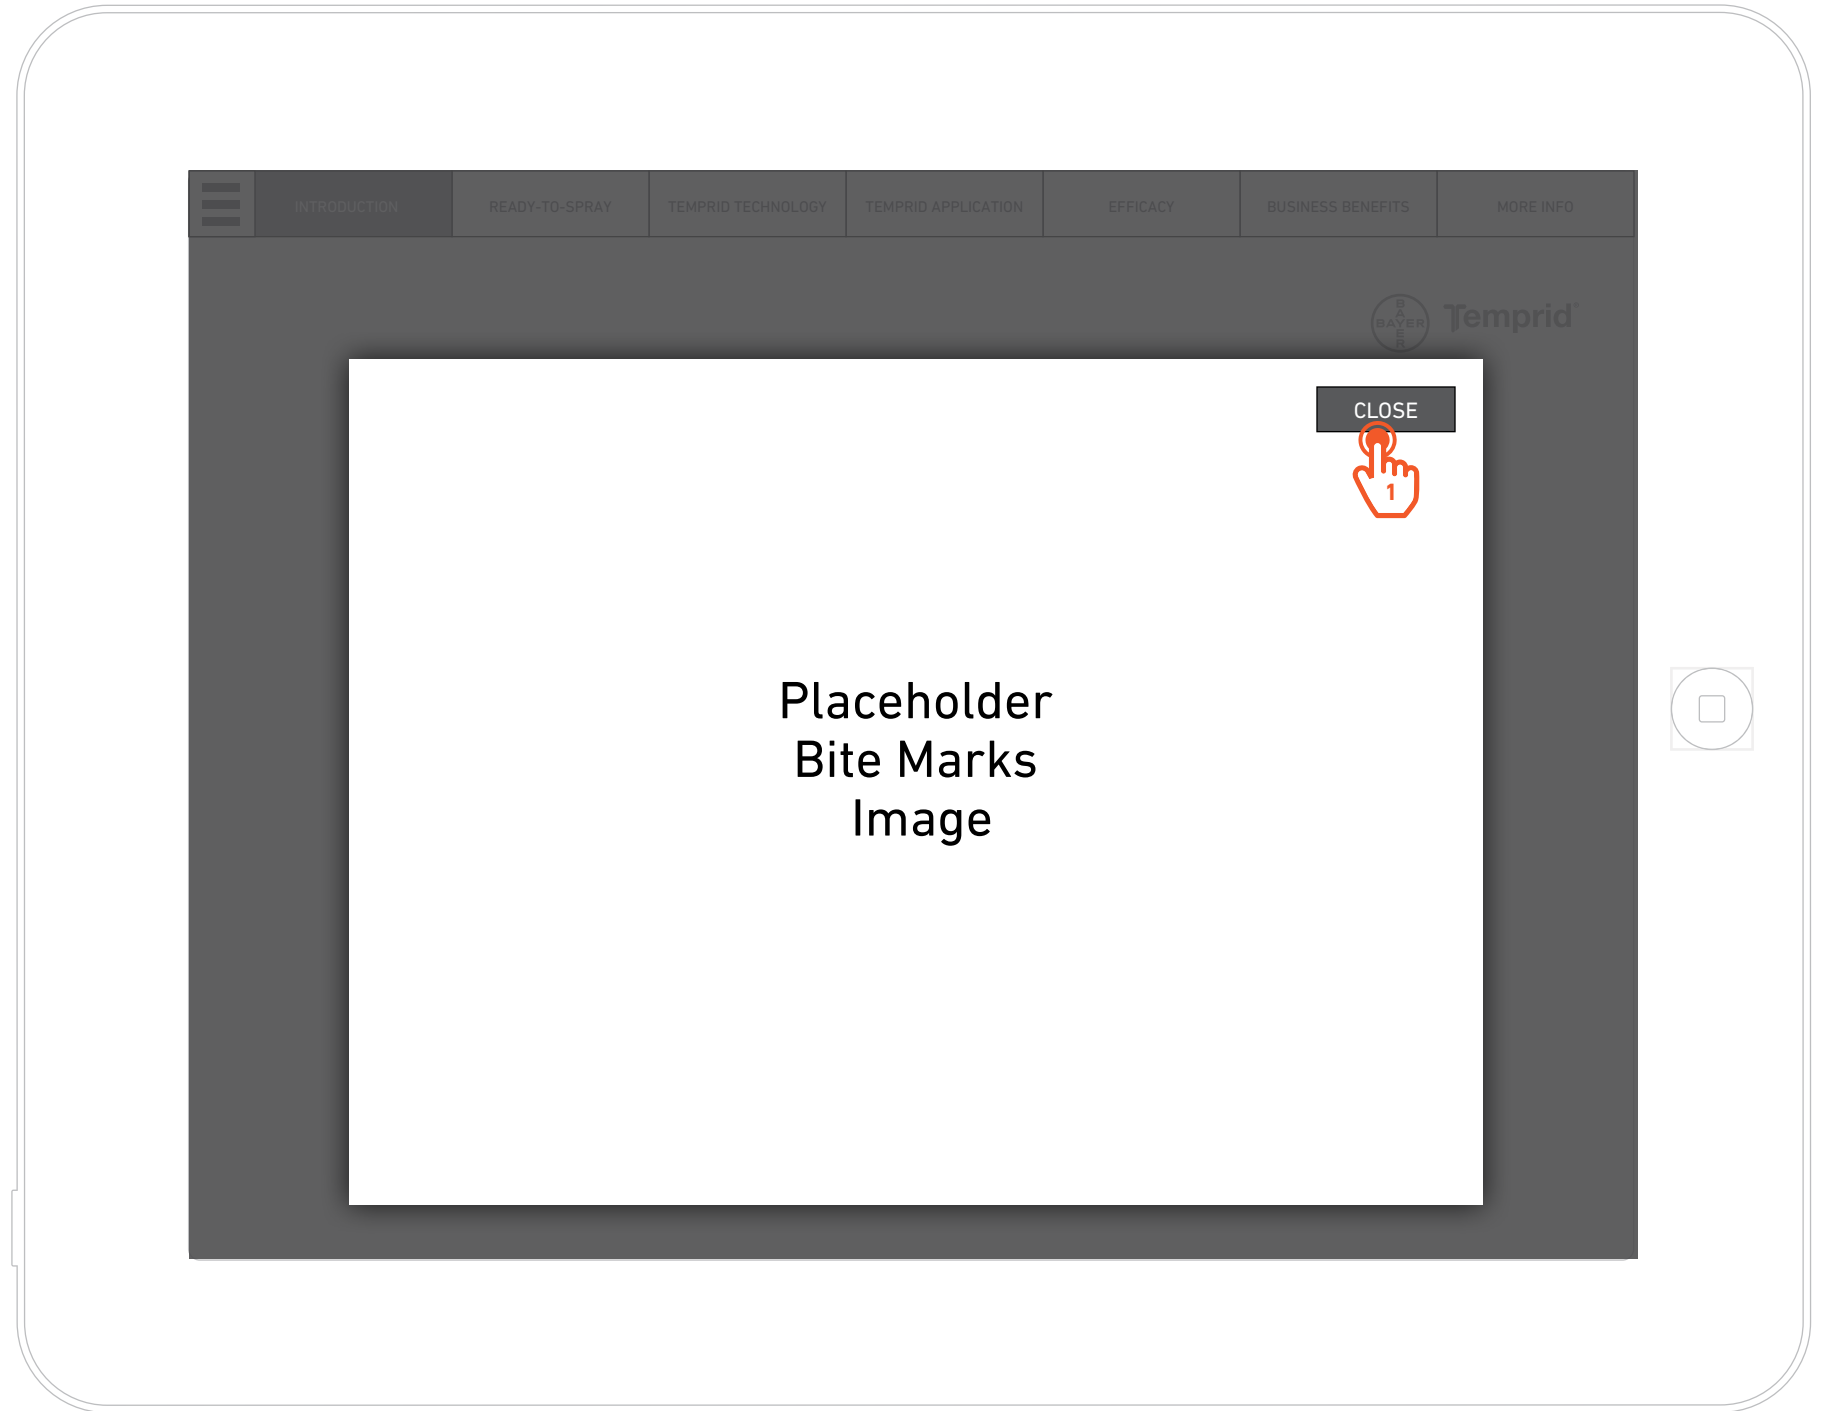 INTRODUCTION
READY-TO-SPRAY
TEMPRID TECHNOLOGY
TEMPRID APPLICATION
EFFICACY
BUSINESS BENEFITS
MORE INFO
BAYER
BAYER
Temprid®
CLOSE
1
Placeholder
Bite Marks
Image